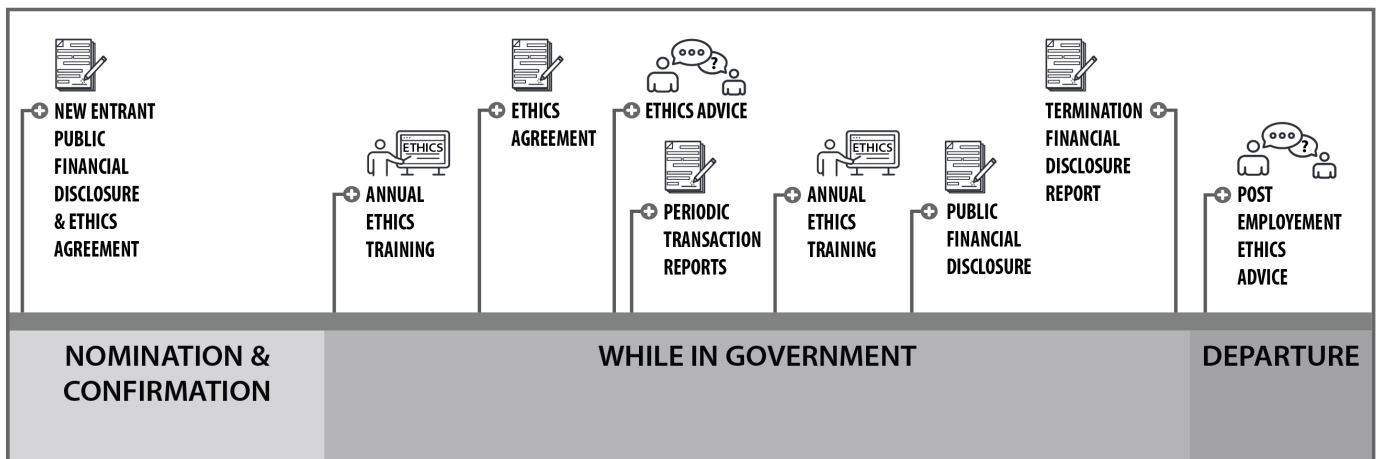 NEW ENTRANT
PUBLIC
FINANCIAL
DISCLOSURE
& ETHICS
AGREEMENT
ETHICS
ANNUAL
ETHICS
TRAINING
ETHICS
AGREEMENT
?
ETHICS ADVICE
PERIODIC
TRANSACTION
REPORTS
ETHICS
ANNUAL
ETHICS
TRAINING
PUBLIC
FINANCIAL
DISCLOSURE
TERMINATION
FINANCIAL
DISCLOSURE
REPORT
?
POST
EMPLOYEMENT
ETHICS
ADVICE
NOMINATION &
CONFIRMATION
WHILE IN GOVERNMENT
DEPARTURE